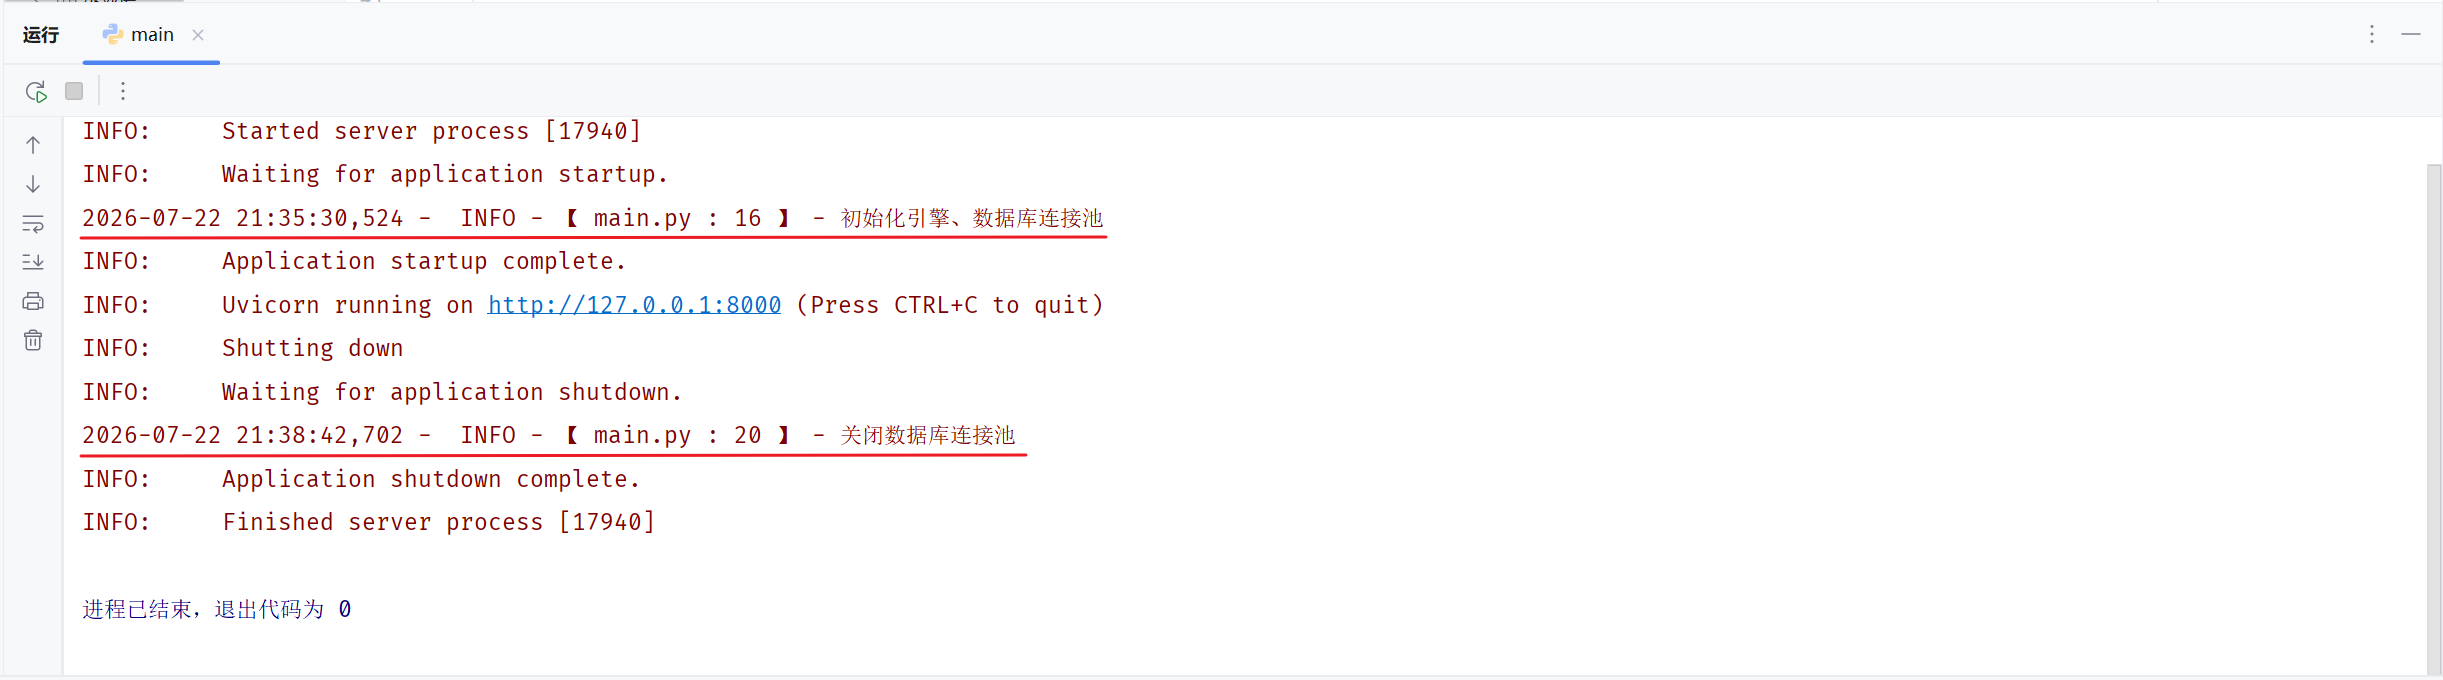 运行 main
INFO:     Started server process [17940]
INFO:     Waiting for application startup.
2026-07-22 21:35:30,524 -  INFO - 【 main.py : 16 】 - 初始化引擎、数据库连接池
INFO:     Application startup complete.
INFO:     Uvicorn running on http://127.0.0.1:8000 (Press CTRL+C to quit)
INFO:     Shutting down
INFO:     Waiting for application shutdown.
2026-07-22 21:38:42,702 -  INFO - 【 main.py : 20 】 - 关闭数据库连接池
INFO:     Application shutdown complete.
INFO:     Finished server process [17940]
进程已结束，退出代码为 0